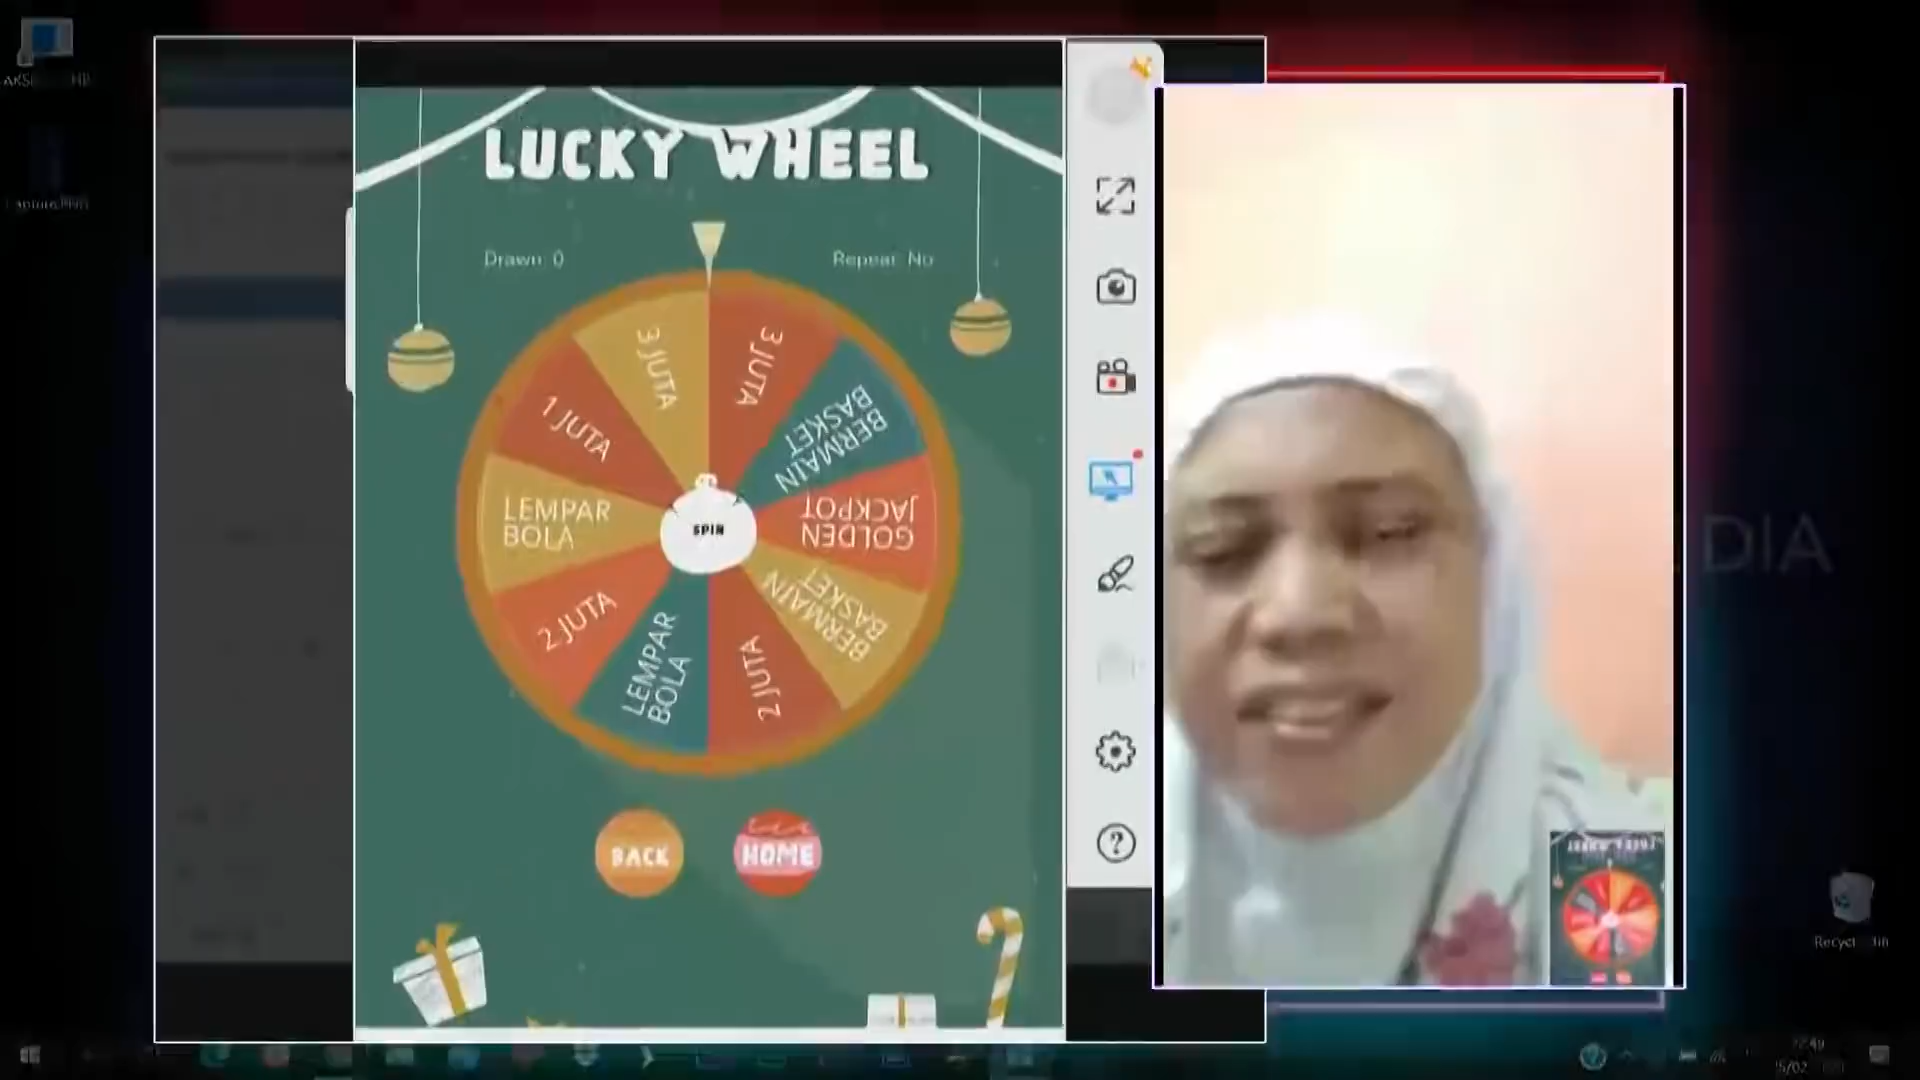 LUCKY WHEEL
Drawn: 0
Repeat: No
3 JUTA
3 JUTA
BERMAIN
BASKET
GOLDEN
JACKPOT
BERMAIN
BASKET
2 JUTA
LEMPAR
BOLA
2 JUTA
LEMPAR
BOLA
1 JUTA
SPIN
BACK
HOME
DIA